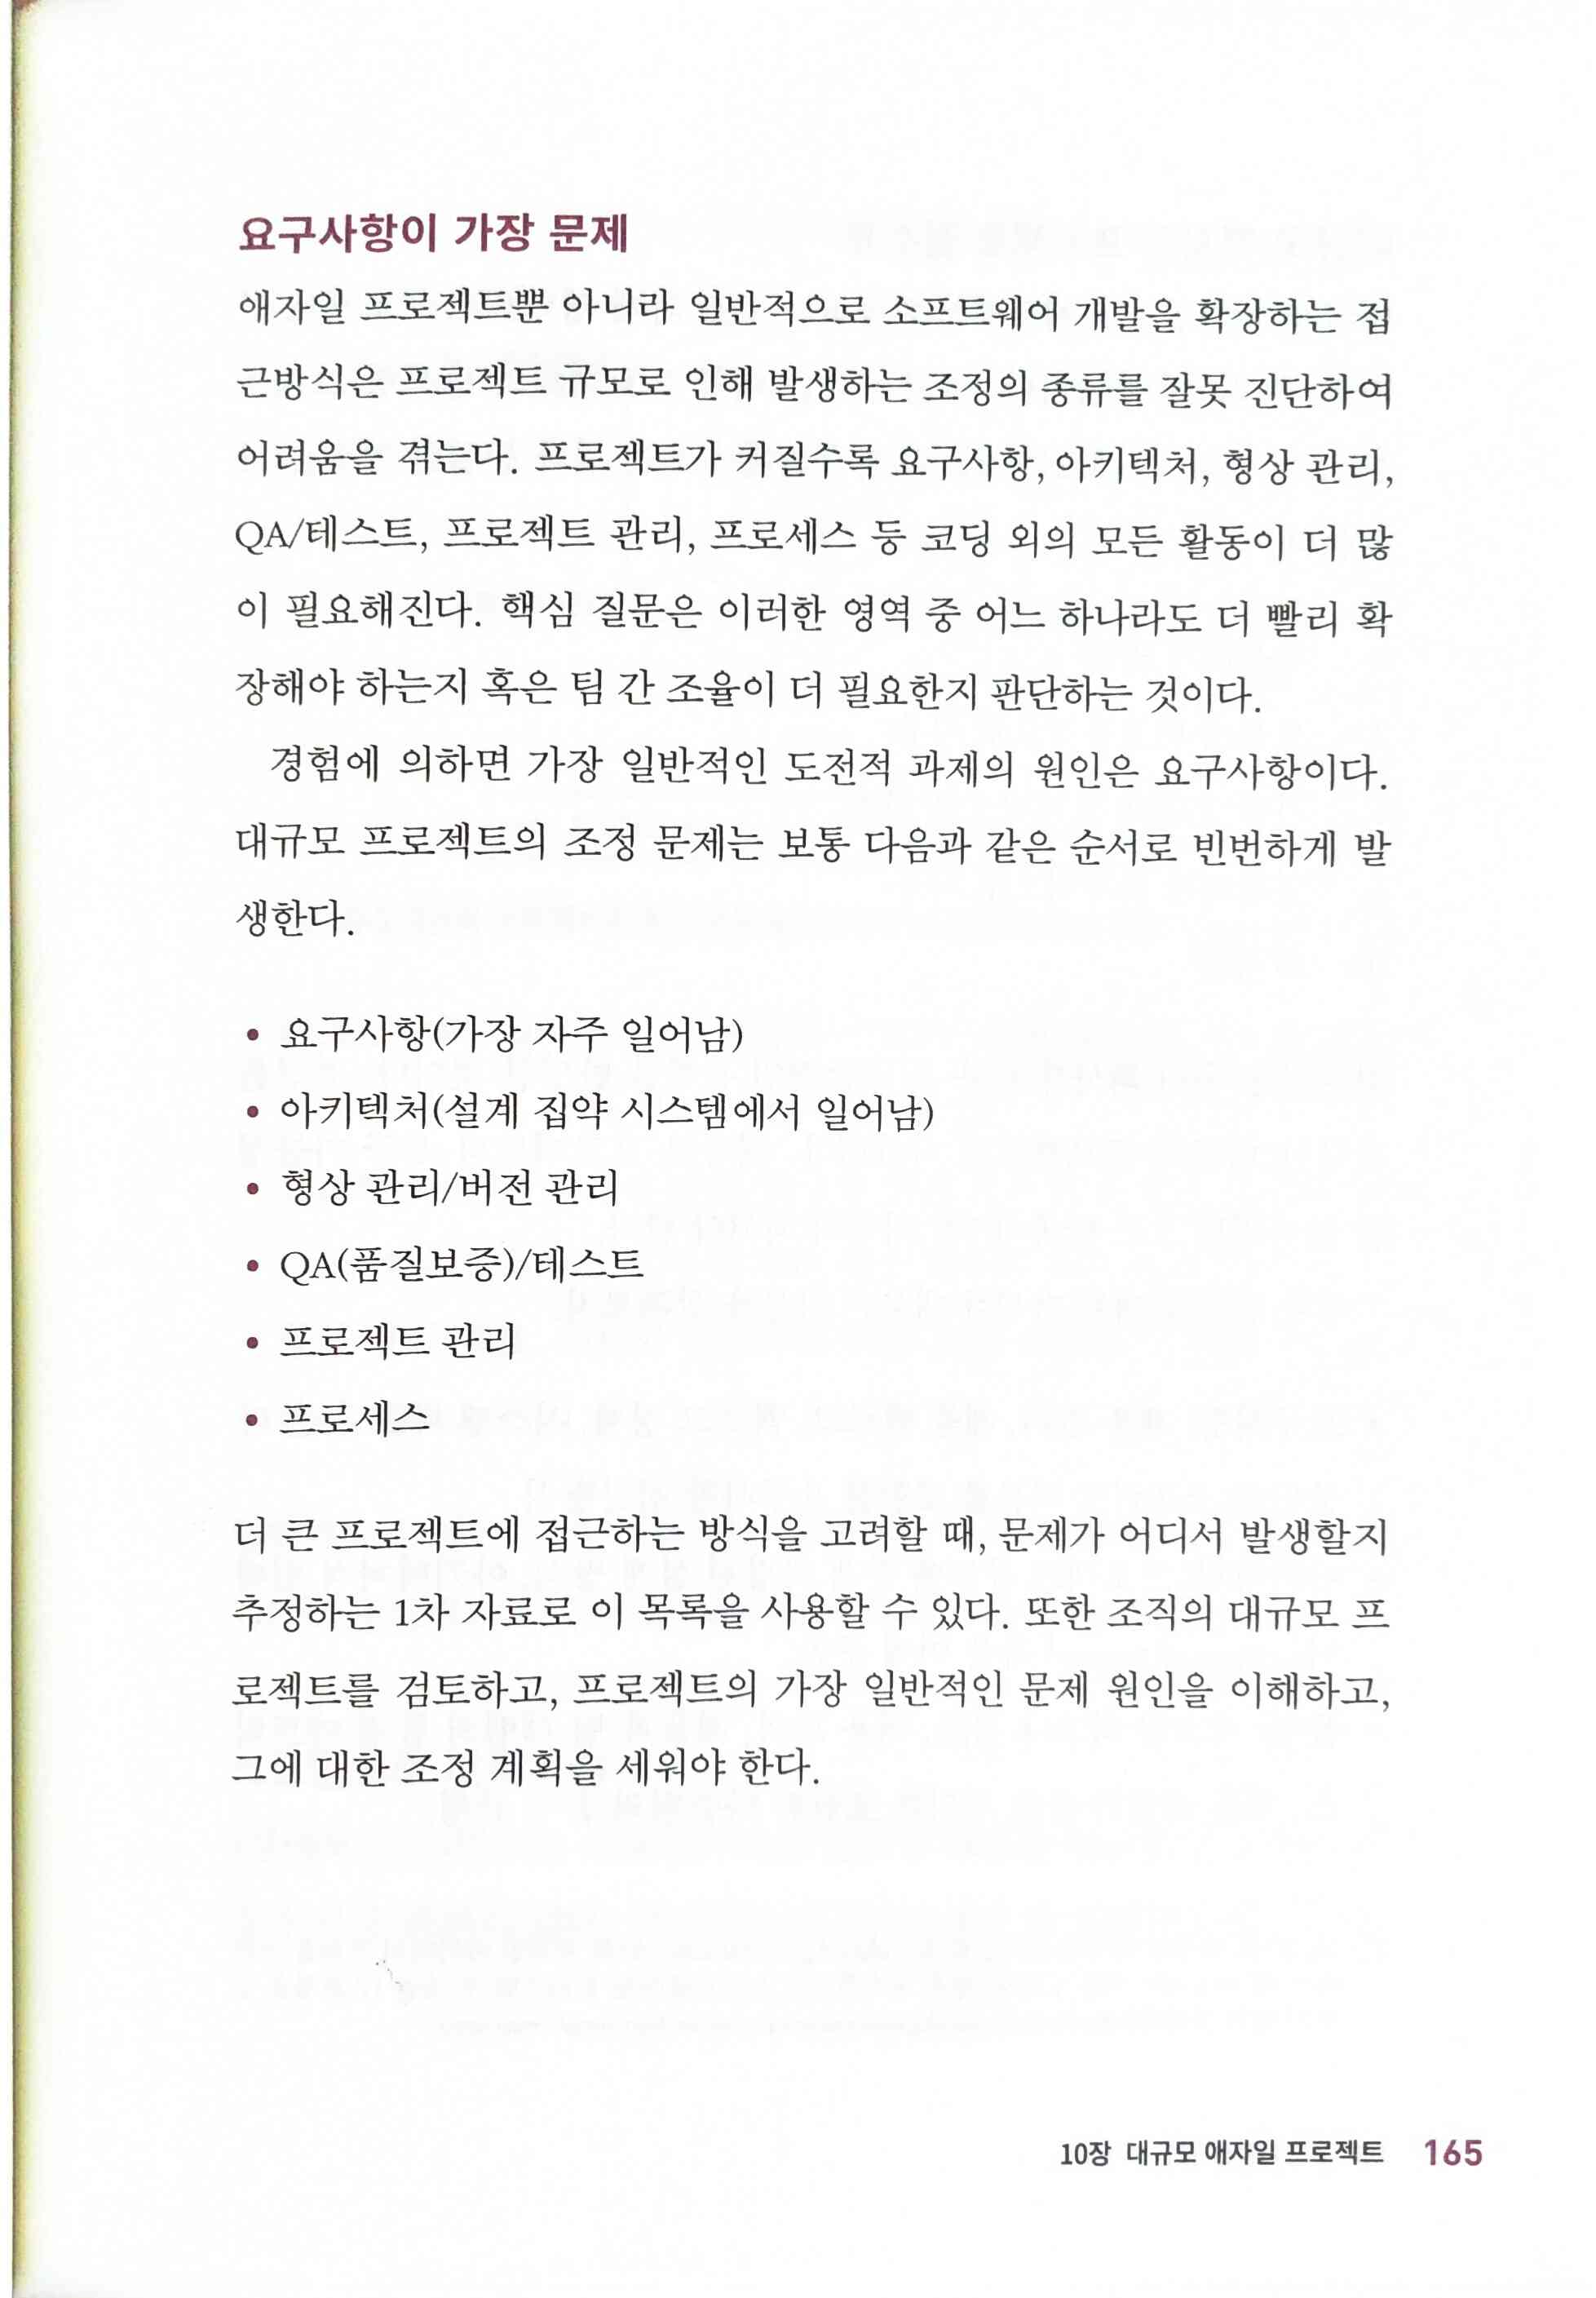 요구사항이 가장 문제
애자일 프로젝트뿐 아니라 일반적으로 소프트웨어 개발을 확장하는 접
근방식은 프로젝트 규모로 인해 발생하는 조정의 종류를 잘못 진단하여
어려움을 겪는다. 프로젝트가 커질수록 요구사항, 아키텍처, 형상 관리,
QA/테스트, 프로젝트 관리, 프로세스 등 코딩 외의 모든 활동이 더 많
이 필요해진다. 핵심 질문은 이러한 영역 중 어느 하나라도 더 빨리 확
장해야 하는지 혹은 팀 간 조율이 더 필요한지 판단하는 것이다.
경험에 의하면 가장 일반적인 도전적 과제의 원인은 요구사항이다.
대규모 프로젝트의 조정 문제는 보통 다음과 같은 순서로 빈번하게 발
생한다.
• 요구사항(가장 자주 일어남)
• 아키텍처(설계 집약 시스템에서 일어남)
• 형상 관리/버전 관리
• QA(품질보증)/테스트
• 프로젝트 관리
• 프로세스
더 큰 프로젝트에 접근하는 방식을 고려할 때, 문제가 어디서 발생할지
추정하는 1차 자료로 이 목록을 사용할 수 있다. 또한 조직의 대규모 프
로젝트를 검토하고, 프로젝트의 가장 일반적인 문제 원인을 이해하고,
그에 대한 조정 계획을 세워야 한다.
10장 대규모 애자일 프로젝트 165